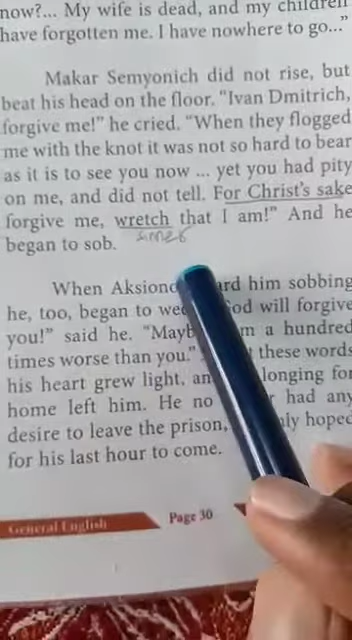 now?... My wife is dead, and my children
have forgotten me. I have nowhere to go..."
Makar Semyonich did not rise, but
beat his head on the floor. "Ivan Dmitrich,
forgive me!" he cried. "When they flogged
me with the knot it was not so hard to bear
as it is to see you now ... yet you had pity
on me, and did not tell. For Christ's sake
forgive me, wretch that I am!" And he
began to sob.
When Aksiono ard him sobbing
he, too, began to wee God will forgive
you!" said he. "Mayb m a hundred
times worse than you." these words
his heart grew light, an longing for
home left him. He no had any
desire to leave the prison, nly hoped
for his last hour to come.
General English
Page 30